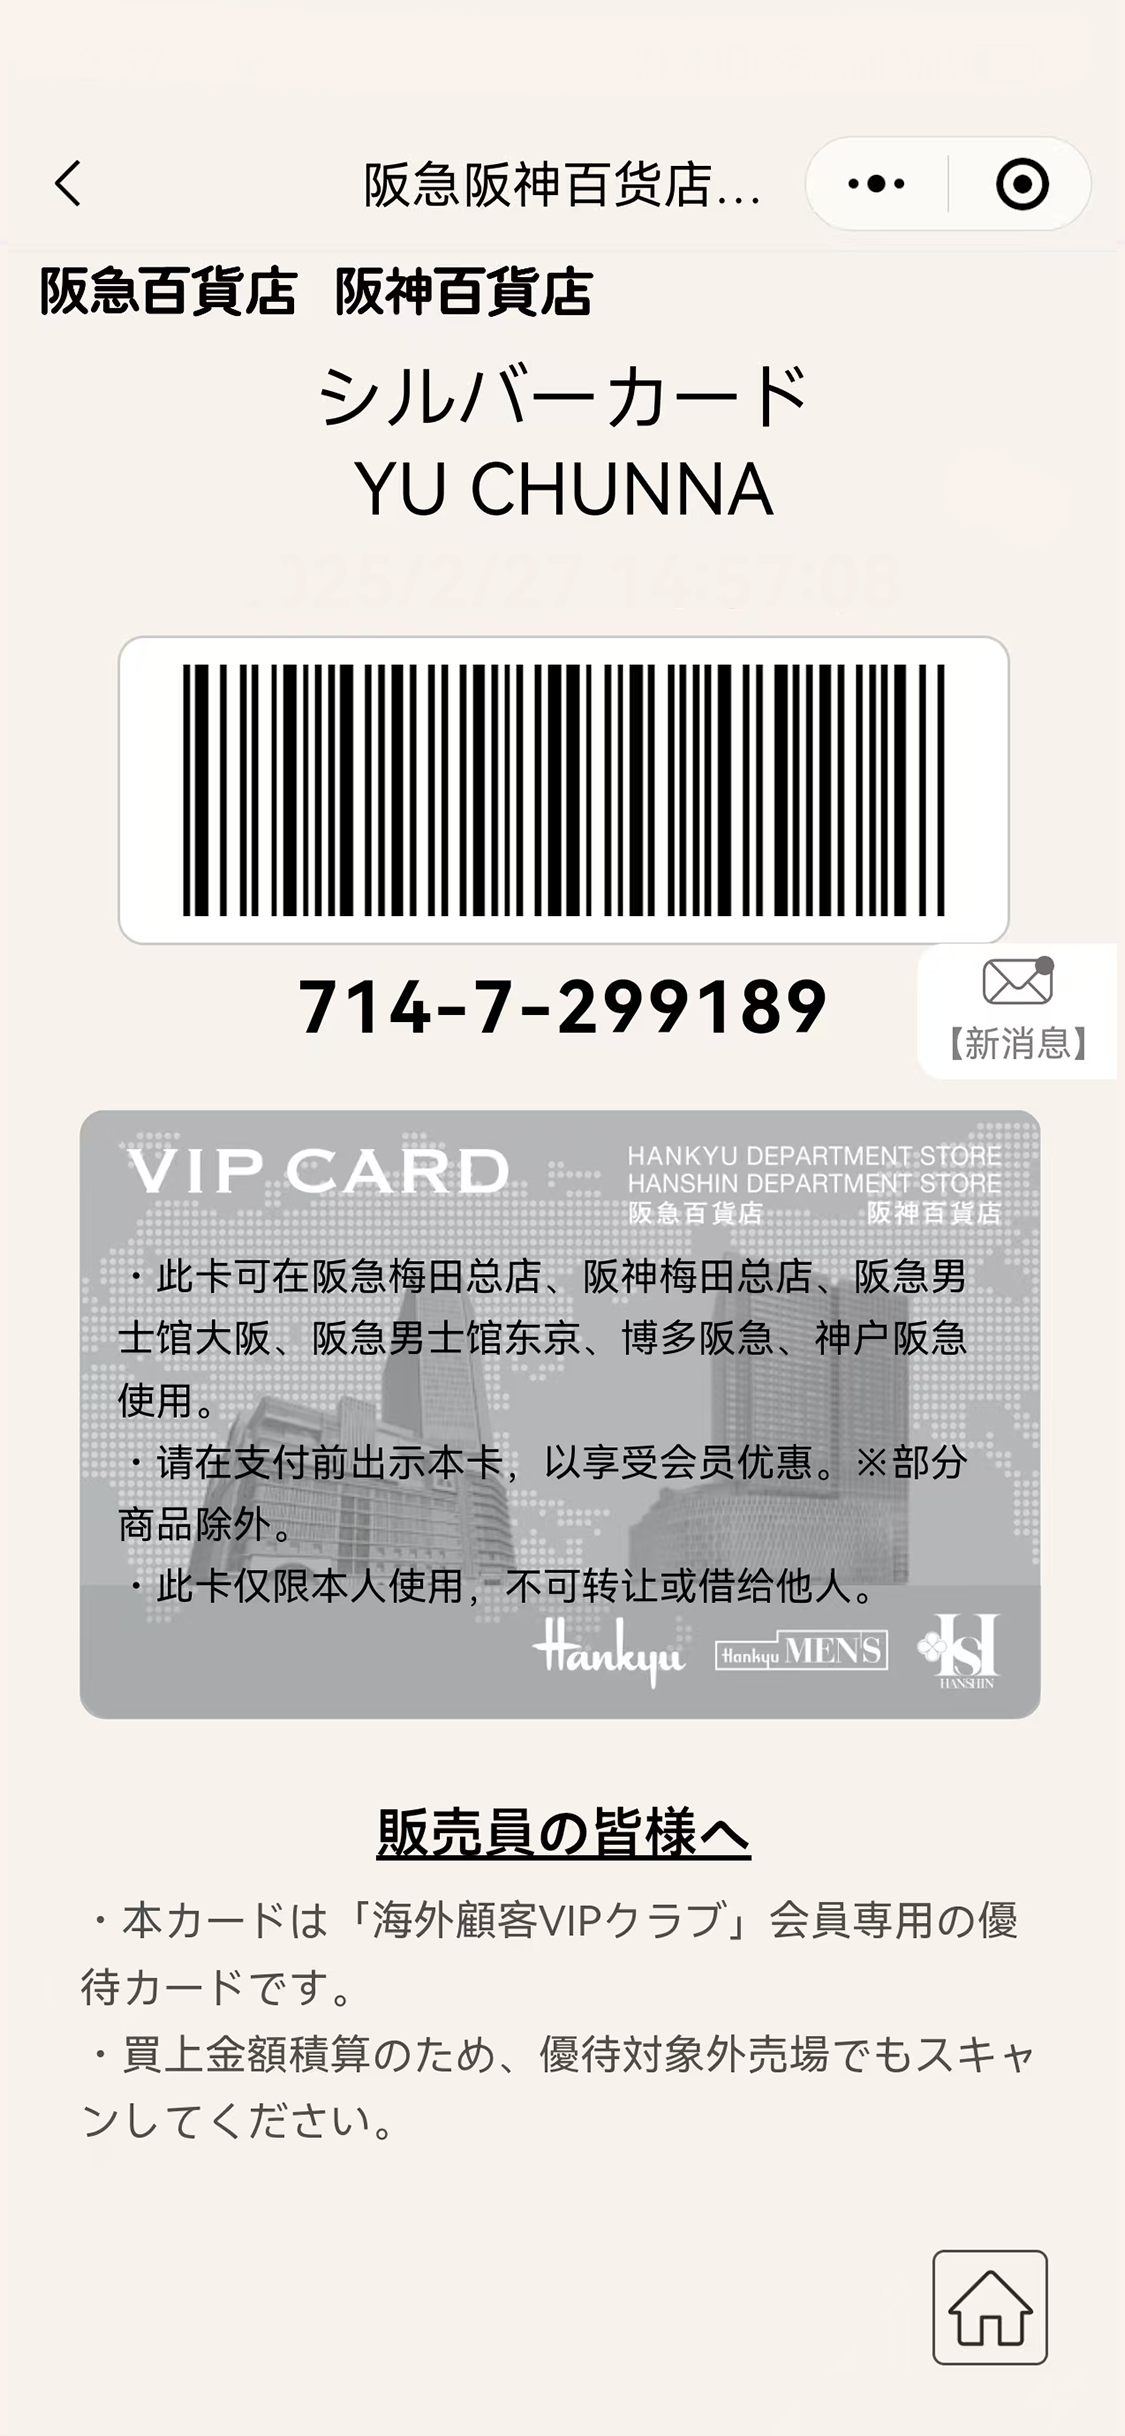 阪急阪神百货店...
阪急百貨店 阪神百貨店
シルバーカード
YU CHUNNA
025/2/27 14:57:08
714-7-299189
【新消息】
VIP CARD
HANKYU DEPARTMENT STORE
HANSHIN DEPARTMENT STORE
阪急百貨店 阪神百貨店
・此卡可在阪急梅田总店、阪神梅田总店、阪急男
士馆大阪、阪急男士馆东京、博多阪急、神户阪急
使用。
・请在支付前出示本卡，以享受会员优惠。※部分
商品除外。
・此卡仅限本人使用，不可转让或借给他人。
Hankyu
Hankyu MEN'S
HANSHIN
販売員の皆様へ
・本カードは「海外顧客VIPクラブ」会員専用の優
待カードです。
・買上金額積算のため、優待対象外売場でもスキャ
ンしてください。